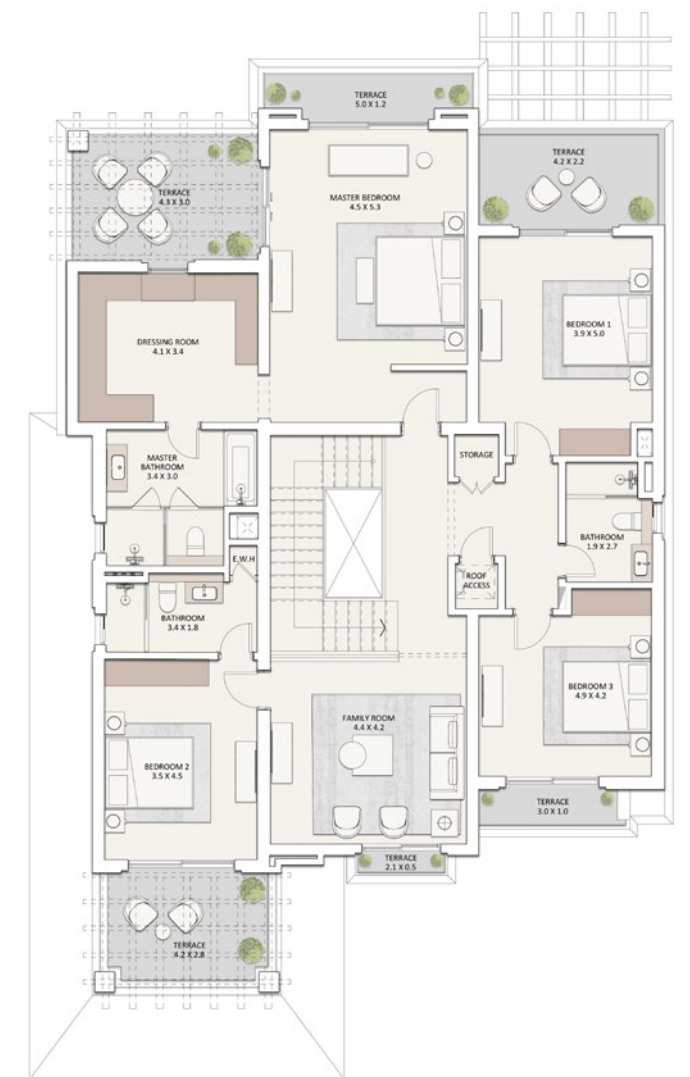 TERRACE
5.0 X 1.2
TERRACE
4.3 X 3.0
MASTER BEDROOM
4.5 X 5.3
TERRACE
4.2 X 2.2
DRESSING ROOM
4.1 X 3.4
BEDROOM 1
3.9 X 5.0
MASTER
BATHROOM
3.4 X 3.0
STORAGE
BATHROOM
1.9 X 2.7
E.W.H
ROOF
ACCESS
BATHROOM
3.4 X 1.8
BEDROOM 3
4.9 X 4.2
FAMILY ROOM
4.4 X 4.2
BEDROOM 2
3.5 X 4.5
TERRACE
3.0 X 1.0
TERRACE
2.1 X 0.5
TERRACE
4.2 X 2.8